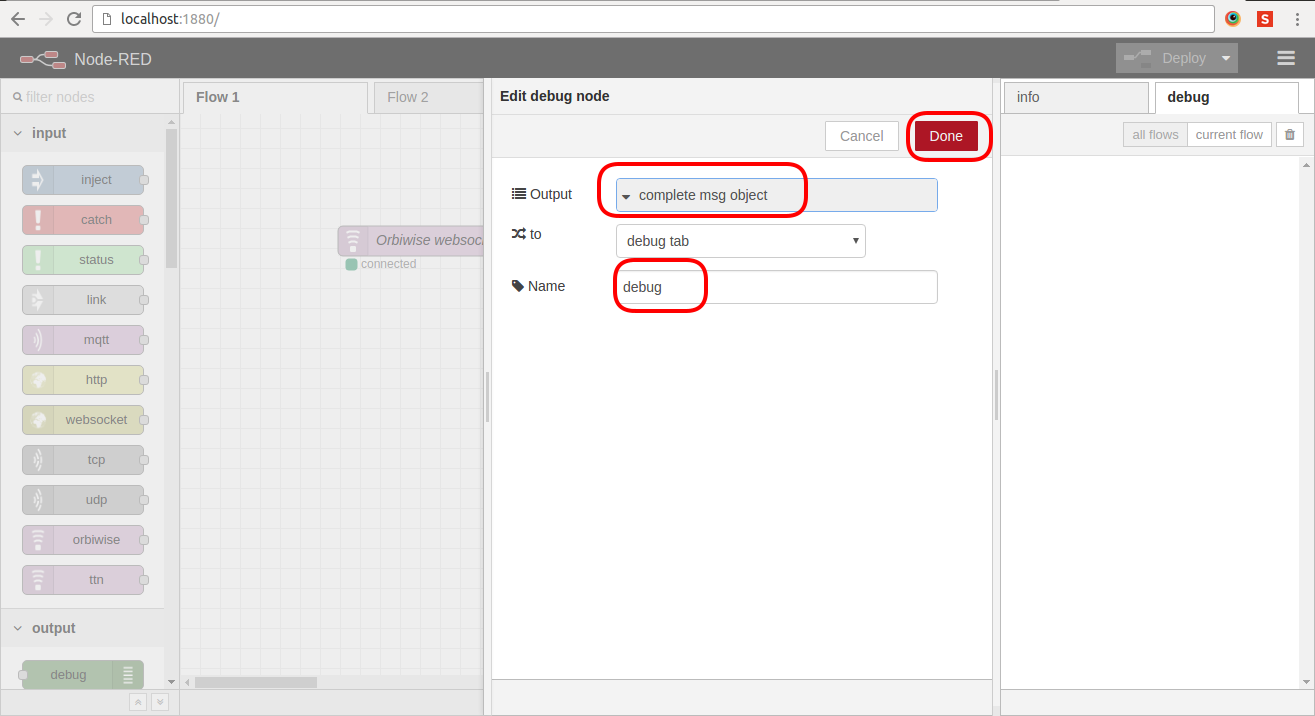 localhost:1880/
S
Node-RED
Deploy
filter nodes
input
inject
catch
status
link
mqtt
http
websocket
tcp
udp
orbiwise
ttn
output
debug
Flow 1
Flow 2
Orbiwise websoc
connected
Edit debug node
Cancel
Done
Output
complete msg object
to
debug tab
Name
debug
info
debug
all flows
current flow